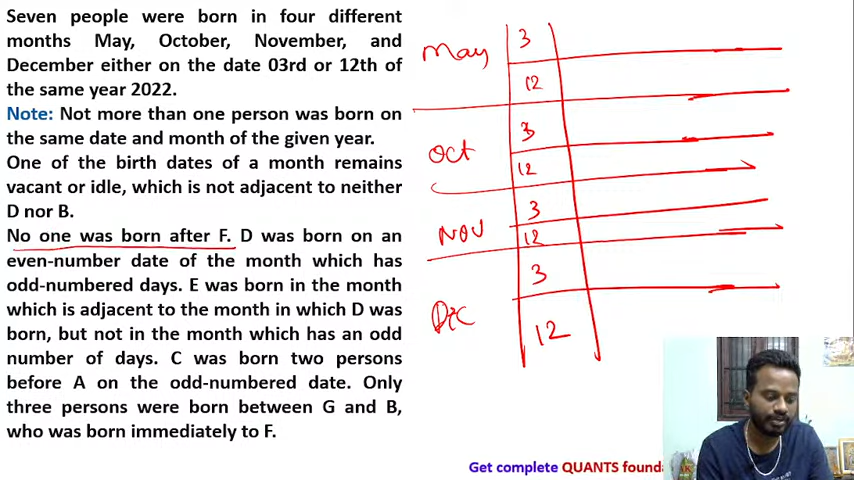 Seven people were born in four different
months May, October, November, and
December either on the date 03rd or 12th of
the same year 2022.
Note: Not more than one person was born on
the same date and month of the given year.
One of the birth dates of a month remains
vacant or idle, which is not adjacent to neither
D nor B.
No one was born after F. D was born on an
even-number date of the month which has
odd-numbered days. E was born in the month
which is adjacent to the month in which D was
born, but not in the month which has an odd
number of days. C was born two persons
before A on the odd-numbered date. Only
three persons were born between G and B,
who was born immediately to F.
May
3
12
Oct
3
12
Nov
3
12
Dec
3
12
Get complete QUANTS